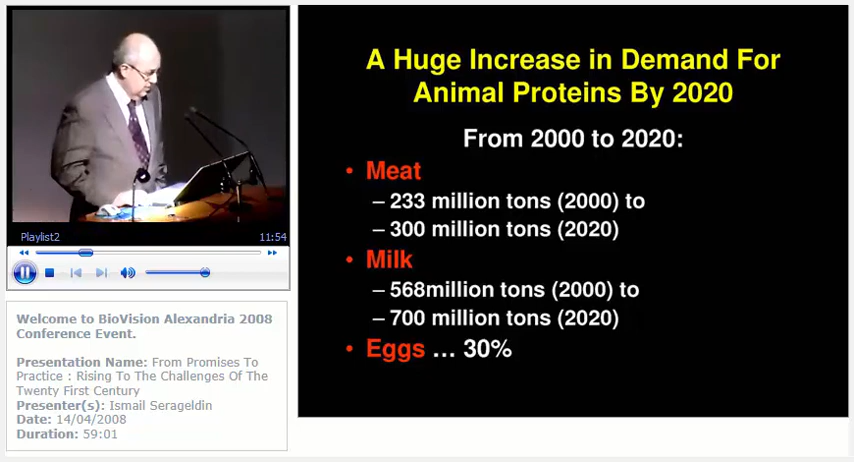 Playlist2
11:54
Welcome to BioVision Alexandria 2008
Conference Event.
Presentation Name: From Promises To
Practice : Rising To The Challenges Of The
Twenty First Century
Presenter(s): Ismail Serageldin
Date: 14/04/2008
Duration: 59:01
A Huge Increase in Demand For
Animal Proteins By 2020
From 2000 to 2020:
• Meat
– 233 million tons (2000) to
– 300 million tons (2020)
• Milk
– 568million tons (2000) to
– 700 million tons (2020)
• Eggs … 30%